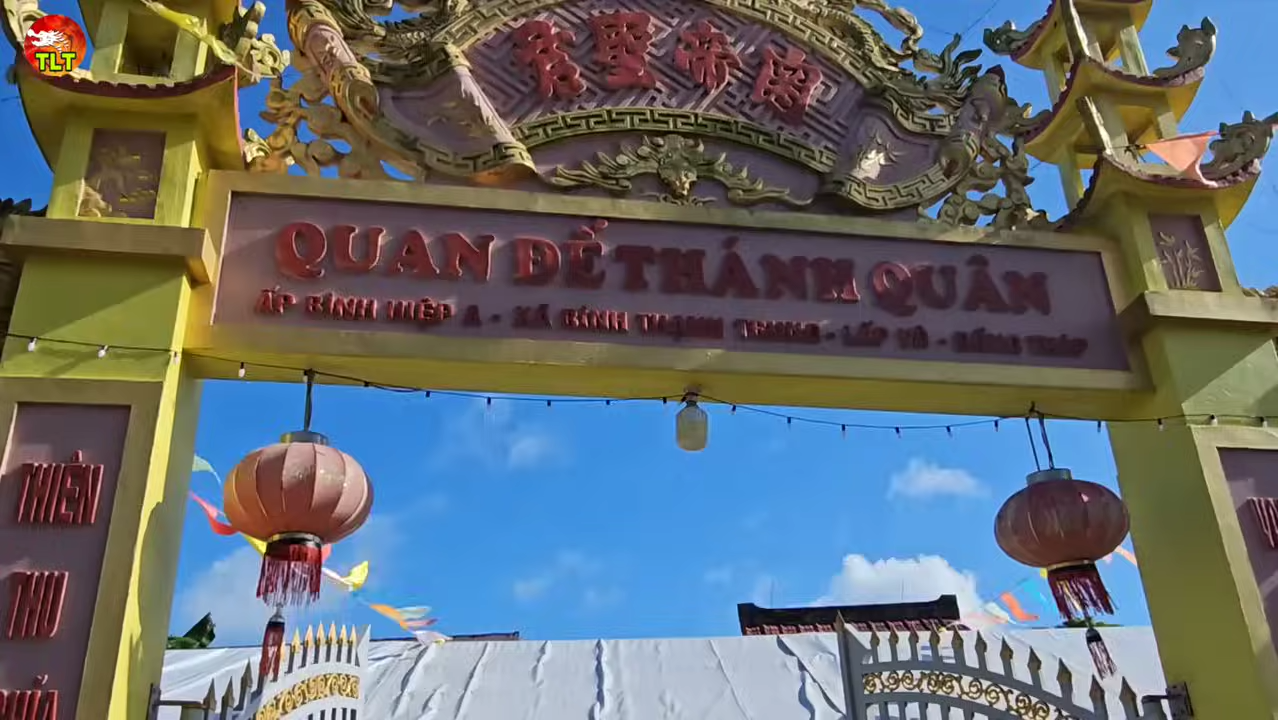 TLT
關帝聖君
QUAN ĐẾ THÁNH QUÂN
ẤP BÌNH HIỆP A - XÃ BÌNH THẠNH TRUNG - LẤP VÒ - ĐỒNG THÁP
THIÊN
THU